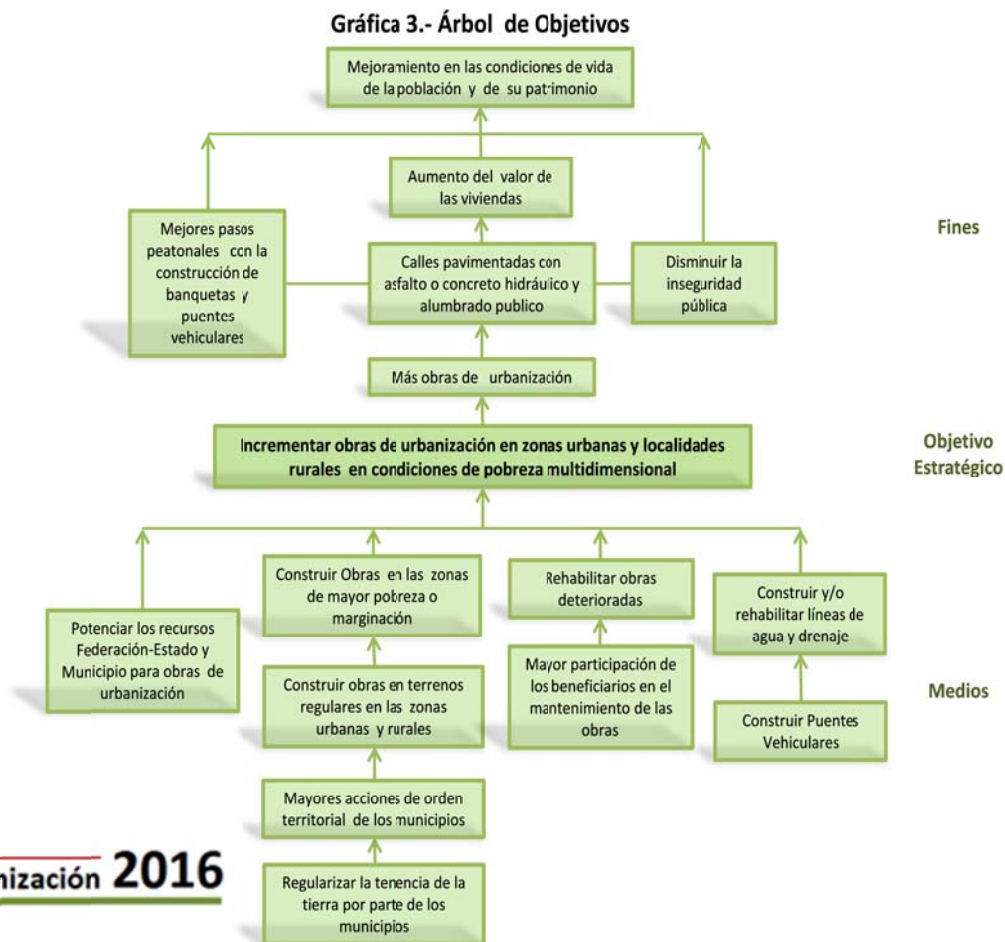 Gráfica 3.- Árbol de Objetivos
Mejoramiento en las condiciones de vida
de la población y de su patrimonio
Aumento del valor de
las viviendas
Mejores pasos
peatonales con la
construcción de
banquetas y
puentes
vehiculares
Calles pavimentadas con
asfalto o concreto hidráulico y
alumbrado publico
Disminuir la
inseguridad
pública
Fines
Más obras de urbanización
Incrementar obras de urbanización en zonas urbanas y localidades
rurales en condiciones de pobreza multidimensional
Objetivo
Estratégico
Potenciar los recursos
Federación-Estado y
Municipio para obras de
urbanización
Construir Obras en las zonas
de mayor pobreza o
marginación
Rehabilitar obras
deterioradas
Construir y/o
rehabilitar líneas de
agua y drenaje
Construir obras en terrenos
regulares en las zonas
urbanas y rurales
Mayor participación de
los beneficiarios en el
mantenimiento de las
obras
Construir Puentes
Vehiculares
Medios
Mayores acciones de orden
territorial de los municipios
Regularizar la tenencia de la
tierra por parte de los
municipios
nización 2016